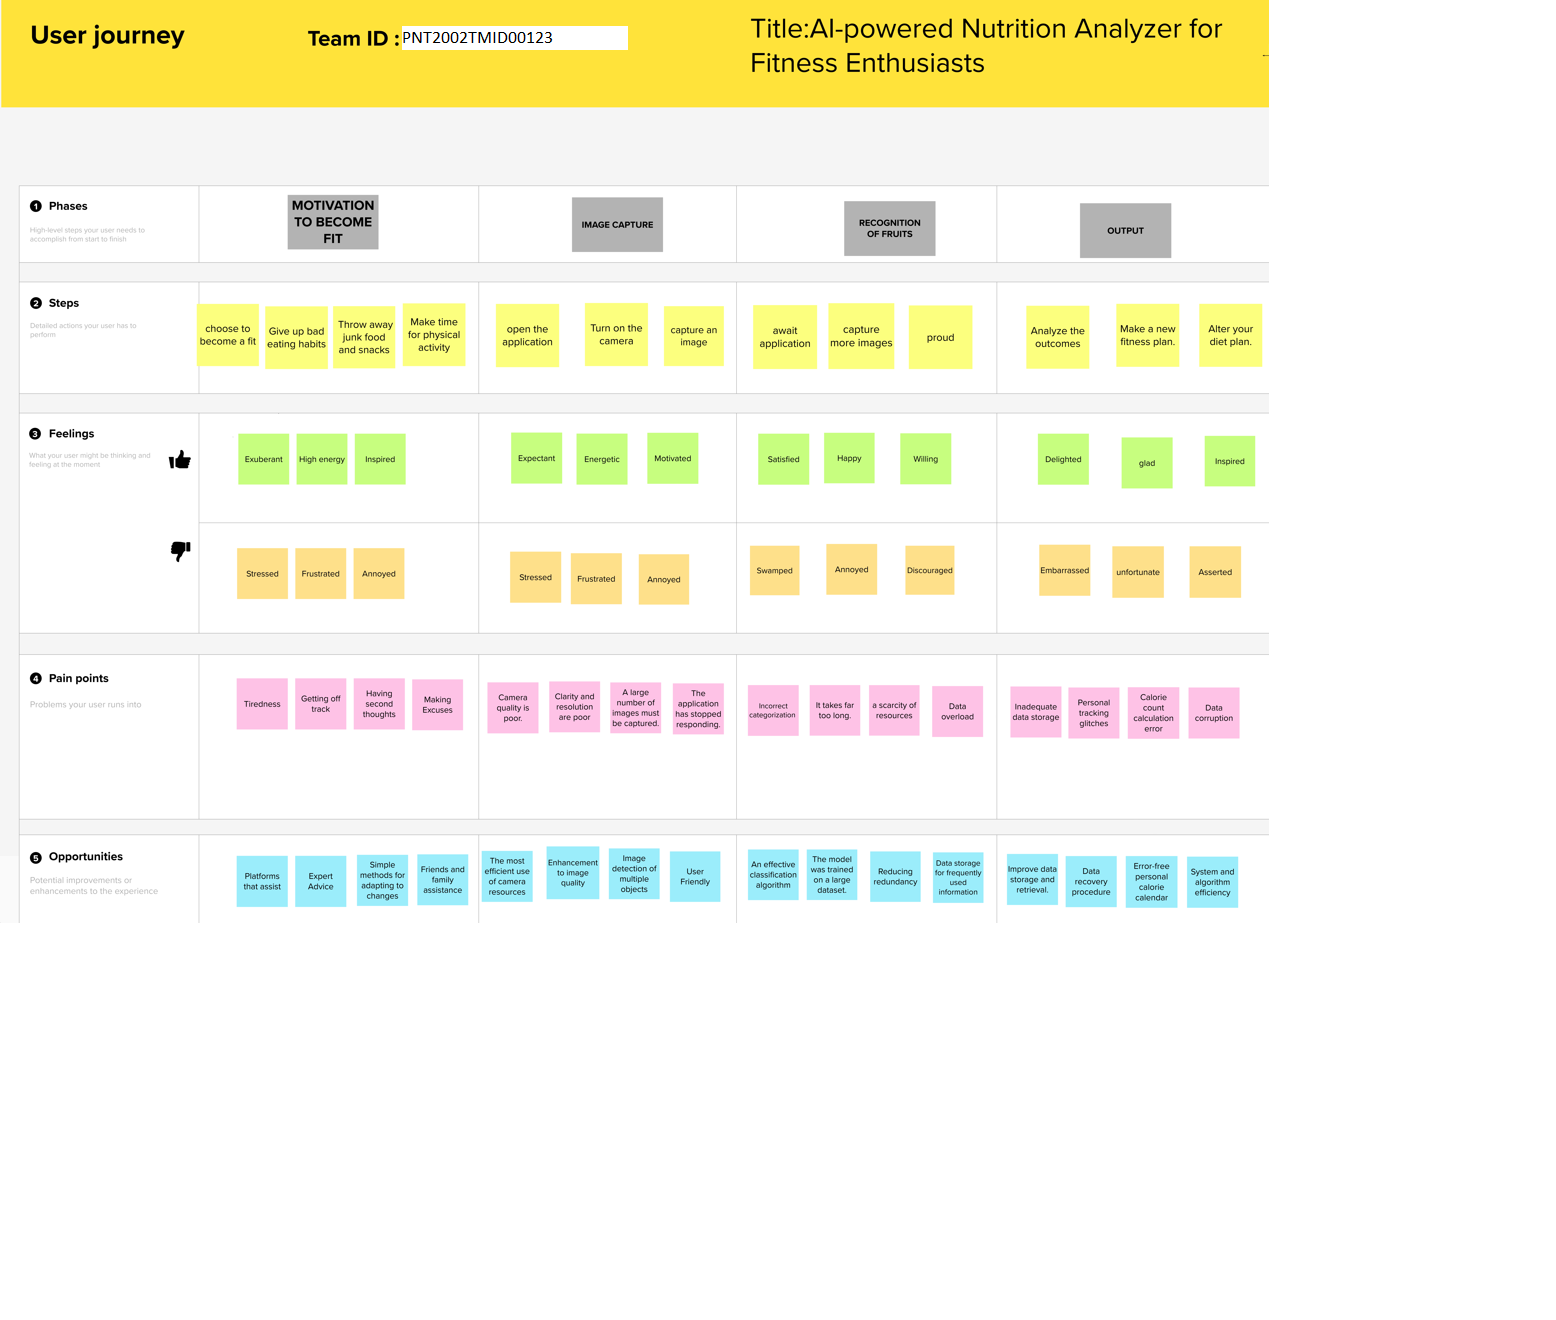 User journey
Team ID :
PNT2002TMID00123
Title:AI-powered Nutrition Analyzer for
Fitness Enthusiasts
1 Phases
High-level steps your user needs to
accomplish from start to finish
MOTIVATION
TO BECOME
FIT
IMAGE CAPTURE
RECOGNITION
OF FRUITS
OUTPUT
2 Steps
Detailed actions your user has to
perform
choose to
become a fit
Give up bad
eating habits
Throw away
junk food
and snacks
Make time
for physical
activity
open the
application
Turn on the
camera
capture an
image
await
application
capture
more images
proud
Analyze the
outcomes
Make a new
fitness plan.
Alter your
diet plan.
3 Feelings
What your user might be thinking and
feeling at the moment
Exuberant
High energy
Inspired
Expectant
Energetic
Motivated
Satisfied
Happy
Willing
Delighted
glad
Inspired
Stressed
Frustrated
Annoyed
Stressed
Frustrated
Annoyed
Swamped
Annoyed
Discouraged
Embarrassed
unfortunate
Asserted
4 Pain points
Problems your user runs into
Tiredness
Getting off
track
Having
second
thoughts
Making
Excuses
Camera
quality is
poor.
Clarity and
resolution
are poor
A large
number of
images must
be captured.
The
application
has stopped
responding.
Incorrect
categorization
It takes far
too long.
a scarcity of
resources
Data
overload
Inadequate
data storage
Personal
tracking
glitches
Calorie
count
calculation
error
Data
corruption
5 Opportunities
Potential improvements or
enhancements to the experience
Platforms
that assist
Expert
Advice
Simple
methods for
adapting to
changes
Friends and
family
assistance
The most
efficient use
of camera
resources
Enhancement
to image
quality
Image
detection of
multiple
objects
User
Friendly
An effective
classification
algorithm
The model
was trained
on a large
dataset.
Reducing
redundancy
Data storage
for frequently
used
information
Improve data
storage and
retrieval.
Data
recovery
procedure
Error-free
personal
calorie
calendar
System and
algorithm
efficiency